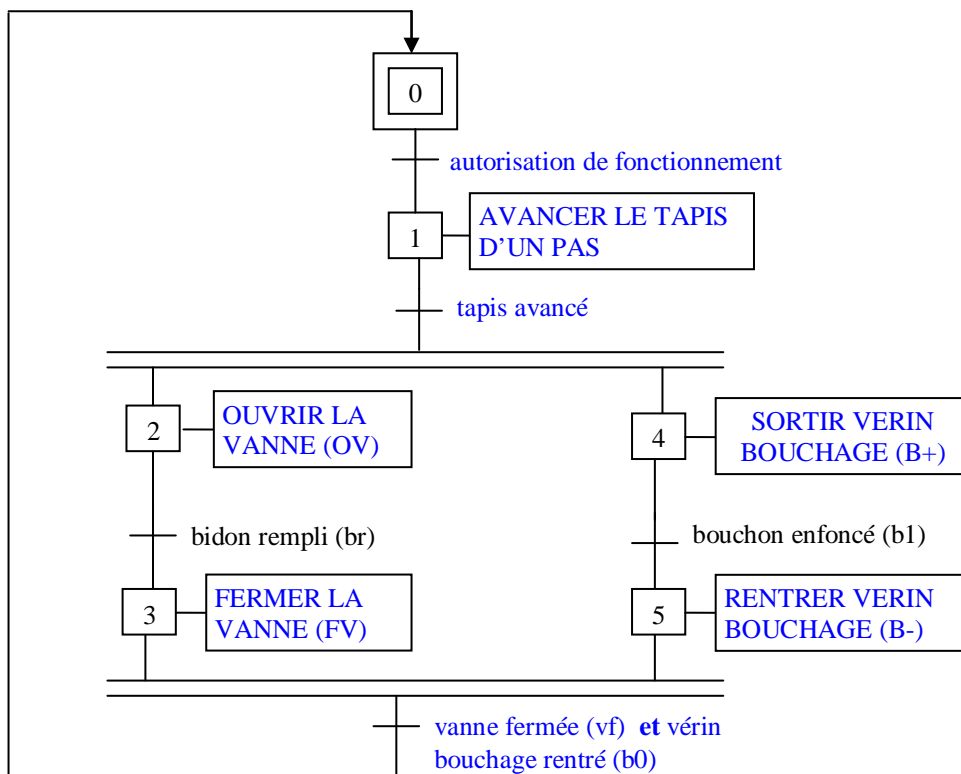 0
autorisation de fonctionnement
1
AVANCER LE TAPIS
D'UN PAS
tapis avancé
2
OUVRIR LA
VANNE (OV)
4
SORTIR VERIN
BOUCHAGE (B+)
bidon rempli (br)
bouchon enfoncé (b1)
3
FERMER LA
VANNE (FV)
5
RENTRER VERIN
BOUCHAGE (B-)
vanne fermée (vf) et vérin
bouchage rentré (b0)